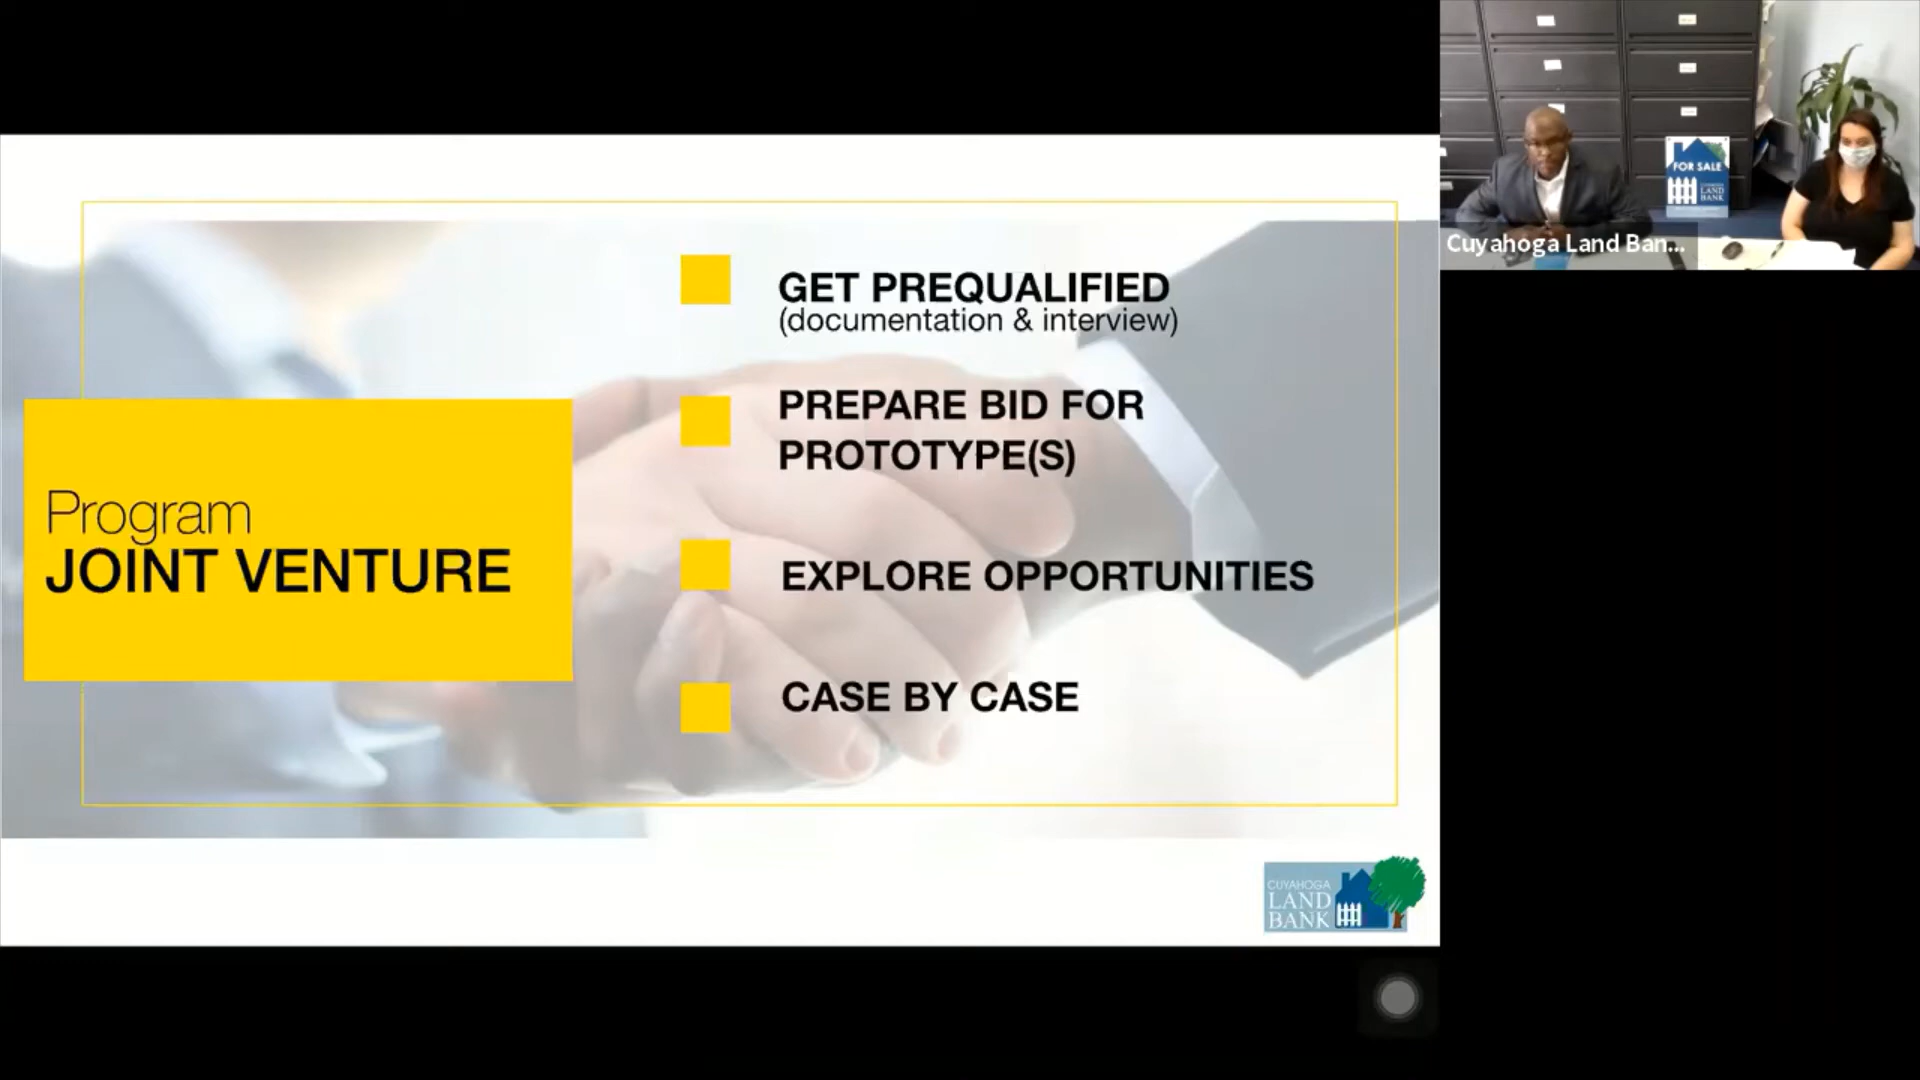 GET PREQUALIFIED
(documentation & interview)
PREPARE BID FOR
PROTOTYPE(S)
EXPLORE OPPORTUNITIES
CASE BY CASE
Program
JOINT VENTURE
CUYAHOGA
LAND
BANK
FOR SALE
LAND
BANK
Cuyahoga Land Ban...